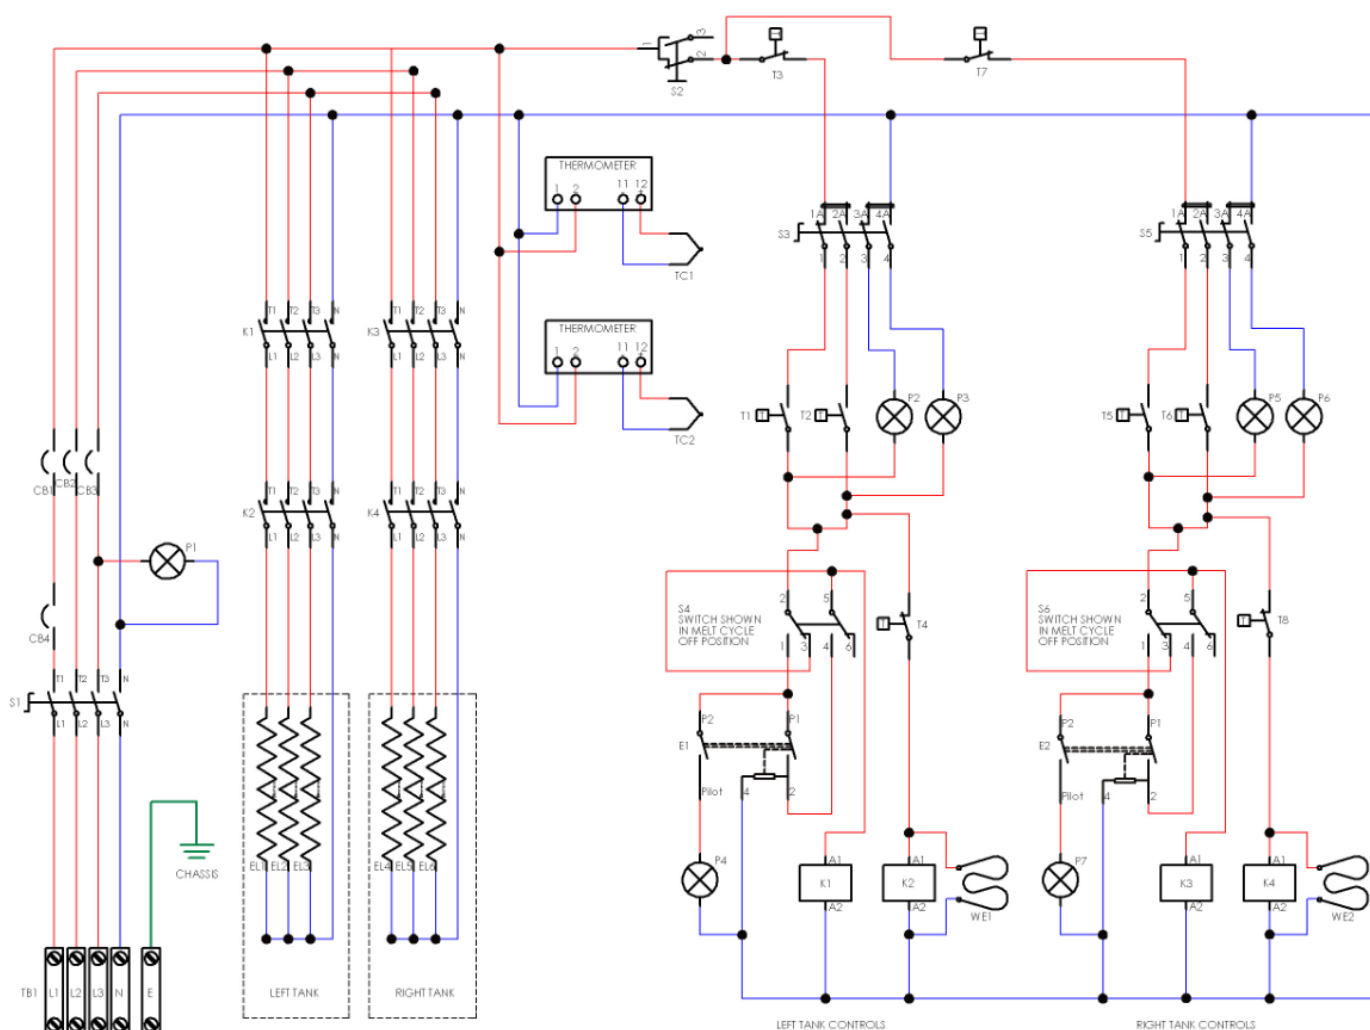 1
3
2
S2
T3
T7
THERMOMETER
1 2 11 12
- +
TC1
THERMOMETER
1 2 11 12
- +
TC2
S3
1A 2A 3A 4A
1 2 3 4
S5
1A 2A 3A 4A
1 2 3 4
K1
T1 T2 T3 N
L1 L2 L3 N
K3
T1 T2 T3 N
L1 L2 L3 N
T1 T2 P2 P3
T5 T6 P5 P6
CB1 CB2 CB3
K2
T1 T2 T3 N
L1 L2 L3 N
K4
T1 T2 T3 N
L1 L2 L3 N
P1
CB4
S1
T1 T2 T3 N
L1 L2 L3 N
S4
SWITCH SHOWN
IN MELT CYCLE
OFF POSITION
2 5
1 3 4 6
T4
S6
SWITCH SHOWN
IN MELT CYCLE
OFF POSITION
2 5
1 3 4 6
T8
E1
P2 P1
Pilot 4 2
E2
P2 P1
Pilot 4 2
CHASSIS
EL1 EL2 EL3
EL4 EL5 EL6
P4
A1
K1
A2
A1
K2
A2
WE1
P7
A1
K3
A2
A1
K4
A2
WE2
TB1 L1 L2 L3 N E
LEFT TANK
RIGHT TANK
LEFT TANK CONTROLS
RIGHT TANK CONTROLS